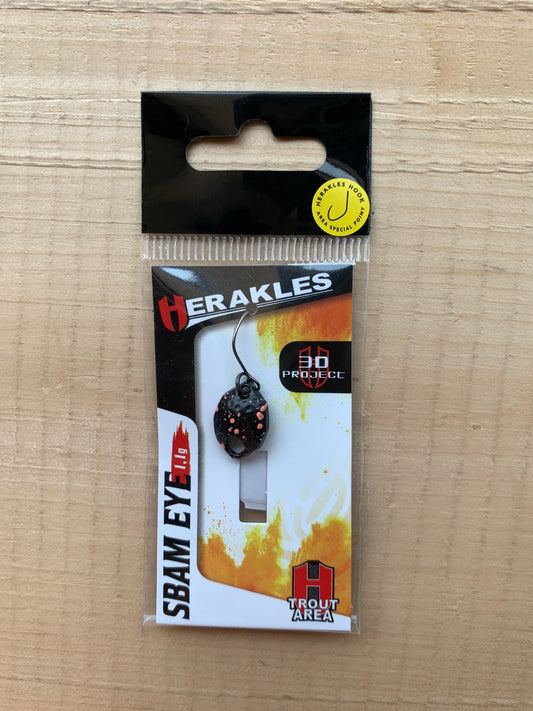 HERAKLES HOOK
AREA SPECIAL POINT
HERAKLES
3D
PROJECT
SBAM EYE 1,1g
H
TROUT
AREA